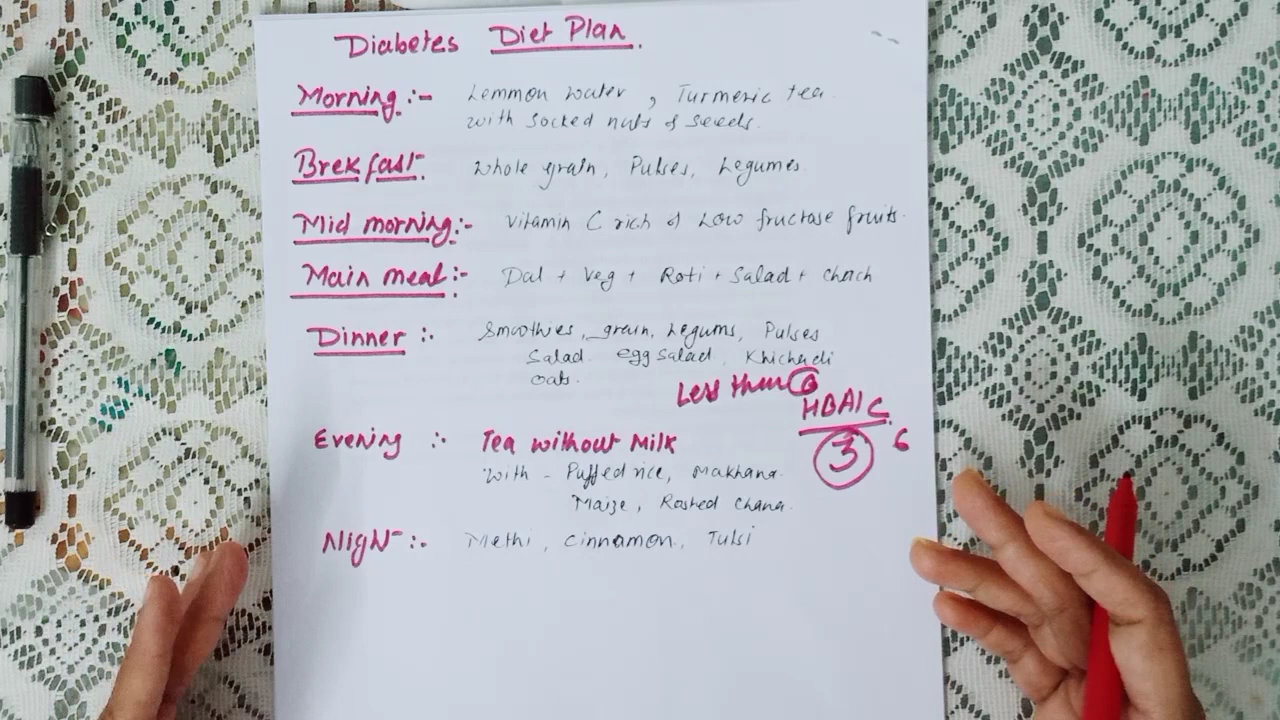 Diabetes Diet Plan.
Morning :- Lemmon water , Turmeric tea
with Socked nuts & Seeds.
Brekfast:- Whole grain, Pulses, Legumes
Mid morning:- Vitamin C rich & Low fructase fruits.
Main meal:- Dal + Veg + Roti + Salad + Chach
Dinner :- Smoothies, grain, Legums, Pulses
Salad egg salad, Khichadi
oats.
Less than 6
HBA1C
3 6
Evening :- Tea without Milk
With - Puffed rice, Makhana.
Maize, Roshed Chana.
Night :- Methi, Cinnamon, Tulsi